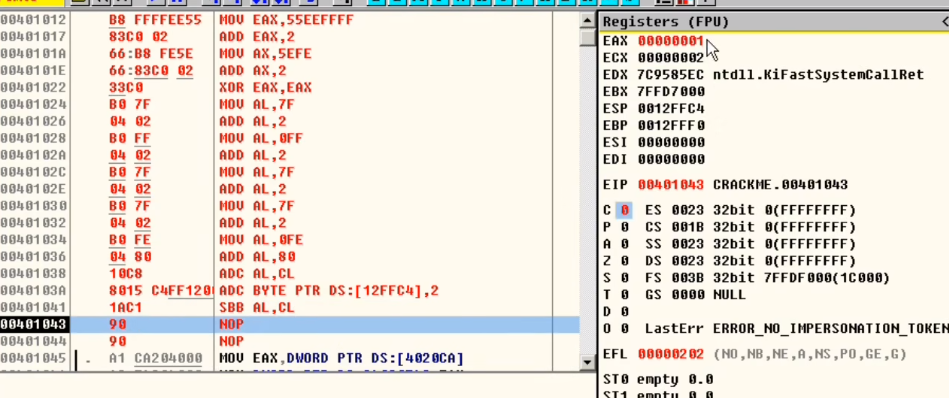 00401012 B8 FFFFEE55 MOV EAX,55EEFFFF
00401017 83C0 02 ADD EAX,2
0040101A 66:B8 FE5E MOV AX,5EFE
0040101E 66:83C0 02 ADD AX,2
00401022 33C0 XOR EAX,EAX
00401024 B0 7F MOV AL,7F
00401026 04 02 ADD AL,2
00401028 B0 FF MOV AL,0FF
0040102A 04 02 ADD AL,2
0040102C B0 7F MOV AL,7F
0040102E 04 02 ADD AL,2
00401030 B0 7F MOV AL,7F
00401032 04 02 ADD AL,2
00401034 B0 FE MOV AL,0FE
00401036 04 80 ADD AL,80
00401038 10C8 ADC AL,CL
0040103A 8015 C4FF1200 ADC BYTE PTR DS:[12FFC4],2
00401041 1AC1 SBB AL,CL
00401043 90 NOP
00401044 90 NOP
00401045 . A1 CA204000 MOV EAX,DWORD PTR DS:[4020CA]
Registers (FPU) <
EAX 00000001
ECX 00000002
EDX 7C9585EC ntdll.KiFastSystemCallRet
EBX 7FFD7000
ESP 0012FFC4
EBP 0012FFF0
ESI 00000000
EDI 00000000
EIP 00401043 CRACKME.00401043
C 0 ES 0023 32bit 0(FFFFFFFF)
P 0 CS 001B 32bit 0(FFFFFFFF)
A 0 SS 0023 32bit 0(FFFFFFFF)
Z 0 DS 0023 32bit 0(FFFFFFFF)
S 0 FS 003B 32bit 7FFDF000(1C000)
T 0 GS 0000 NULL
D 0
O 0 LastErr ERROR_NO_IMPERSONATION_TOKEN
EFL 00000202 (NO,NB,NE,A,NS,PO,GE,G)
ST0 empty 0.0
ST1 empty 0.0